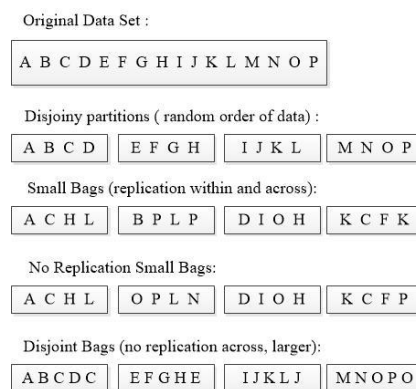 Original Data Set :
A B C D E F G H I J K L M N O P
Disjoiny partitions ( random order of data) :
A B C D E F G H I J K L M N O P
Small Bags (replication within and across):
A C H L B P L P D I O H K C F K
No Replication Small Bags:
A C H L O P L N D I O H K C F P
Disjoint Bags (no replication across, larger):
A B C D C E F G H E I J K L J M N O P O